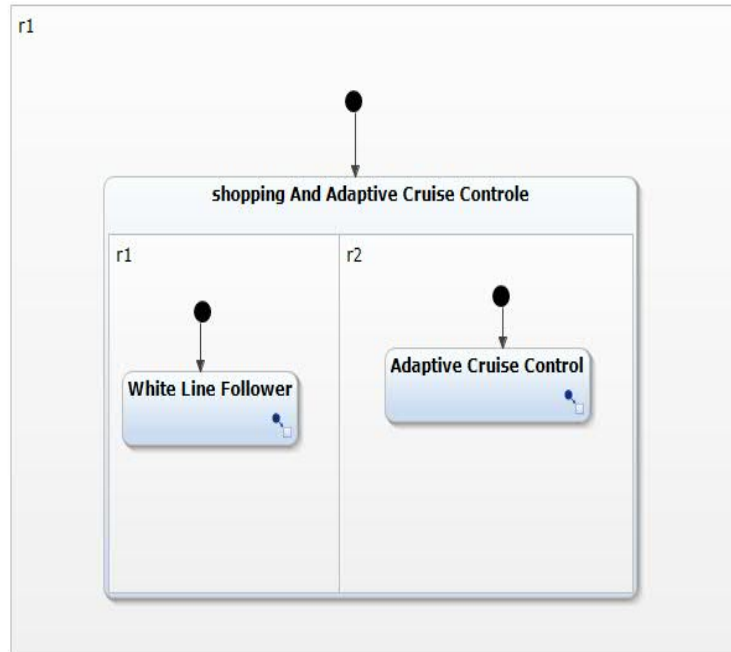 r1
shopping And Adaptive Cruise Controle
r1
r2
White Line Follower
Adaptive Cruise Control